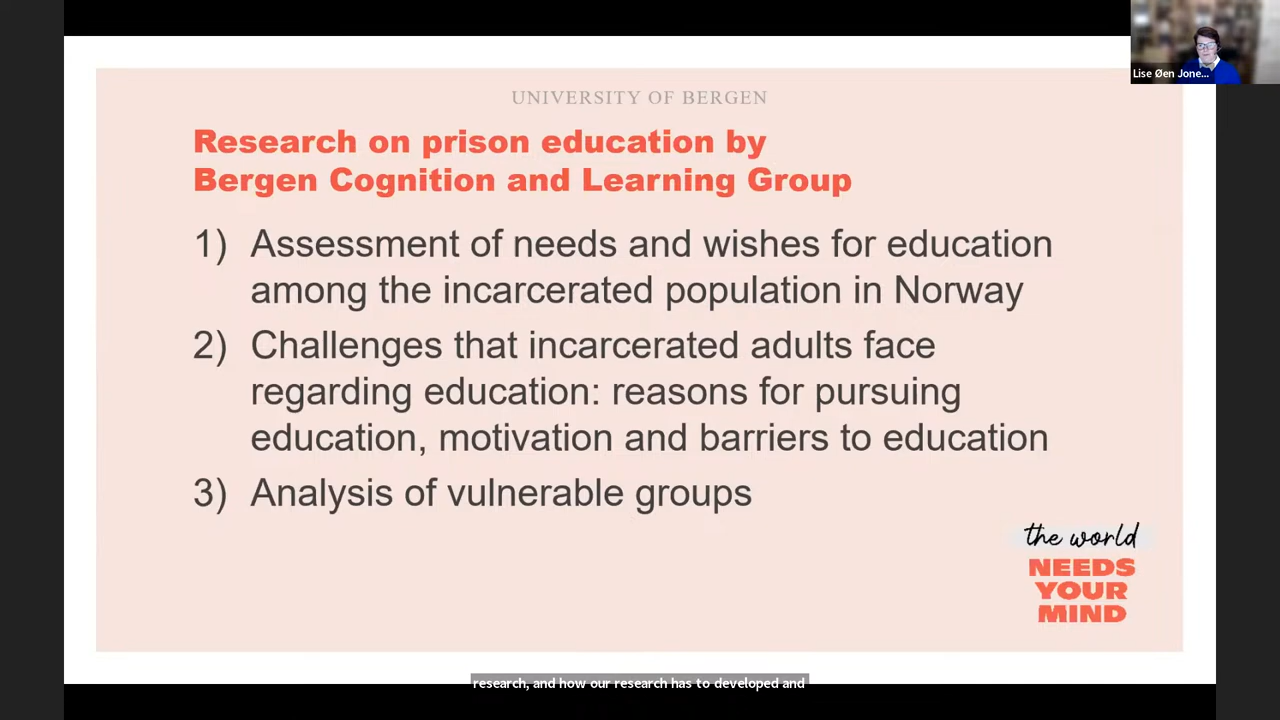 Lise Øen Jone...
UNIVERSITY OF BERGEN
Research on prison education by
Bergen Cognition and Learning Group
1) Assessment of needs and wishes for education
among the incarcerated population in Norway
2) Challenges that incarcerated adults face
regarding education: reasons for pursuing
education, motivation and barriers to education
3) Analysis of vulnerable groups
the world
NEEDS
YOUR
MIND
research, and how our research has to developed and